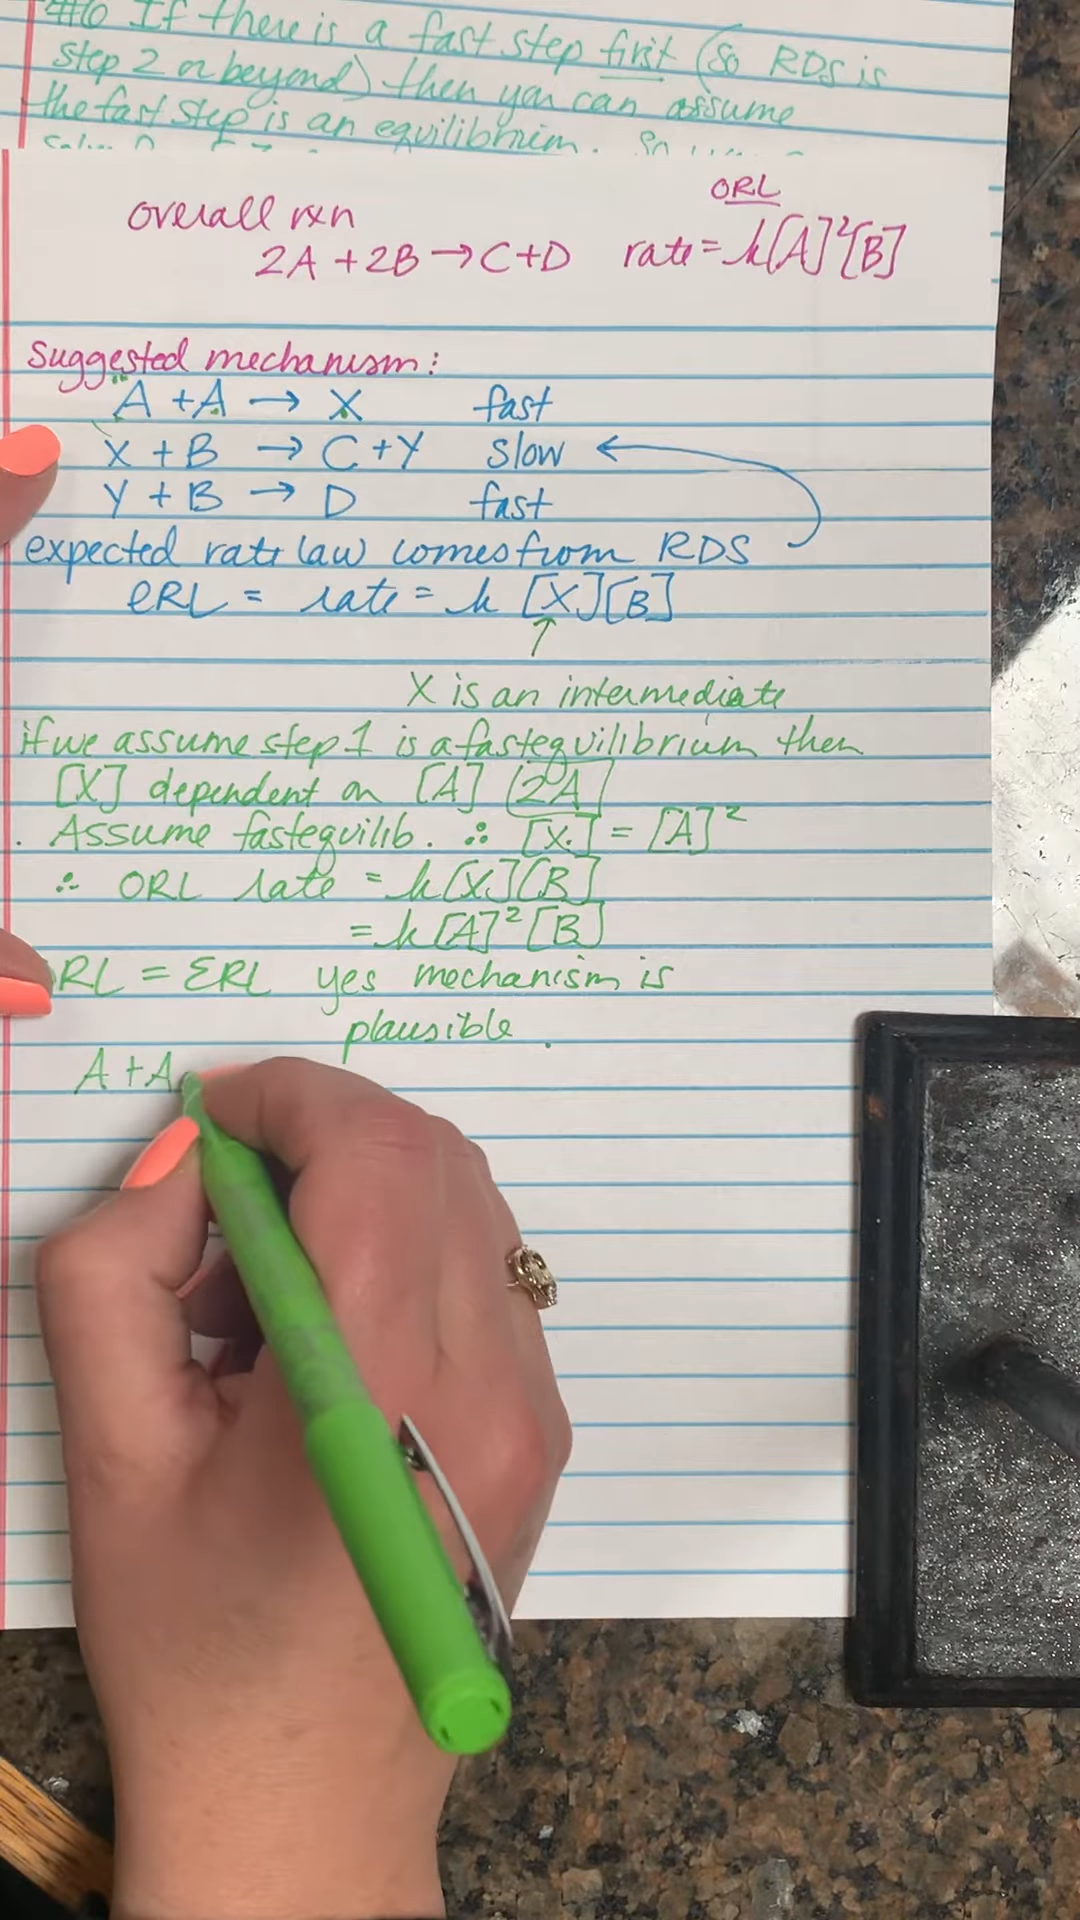 #6 If there is a fast step first (so RDS is
step 2 or beyond) then you can assume
the fast step is an equilibrium. So
ORL
overall rxn
2A + 2B → C + D rate = k[A]²[B]
Suggested mechanism:
A + A → X fast
X + B → C + Y slow
Y + B → D fast
expected rate law comes from RDS
ERL = rate = k [X][B]
↑
X is an intermediate
if we assume step 1 is a fast equilibrium then
[X] dependent on [A] (2A)
. Assume fast equilib. ∴ [X] = [A]²
∴ ORL rate = k[X][B]
= k[A]²[B]
RL = ERL yes mechanism is
plausible.
A + A